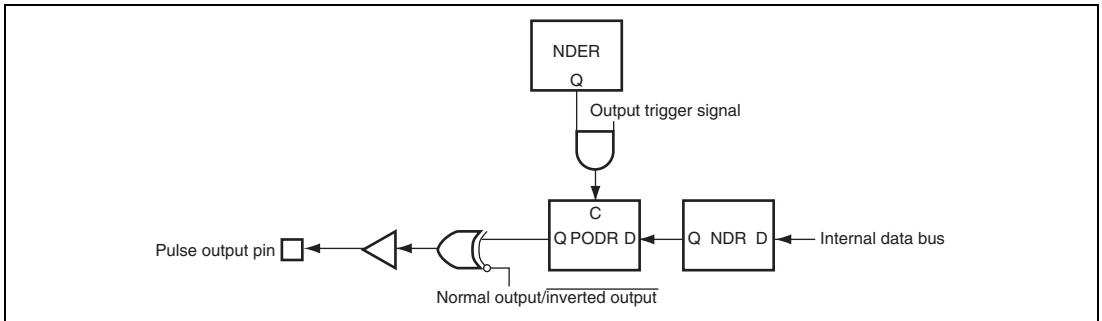 NDER
Q
Output trigger signal
C
Q PODR D
Q NDR D
Internal data bus
Pulse output pin
Normal output/inverted output